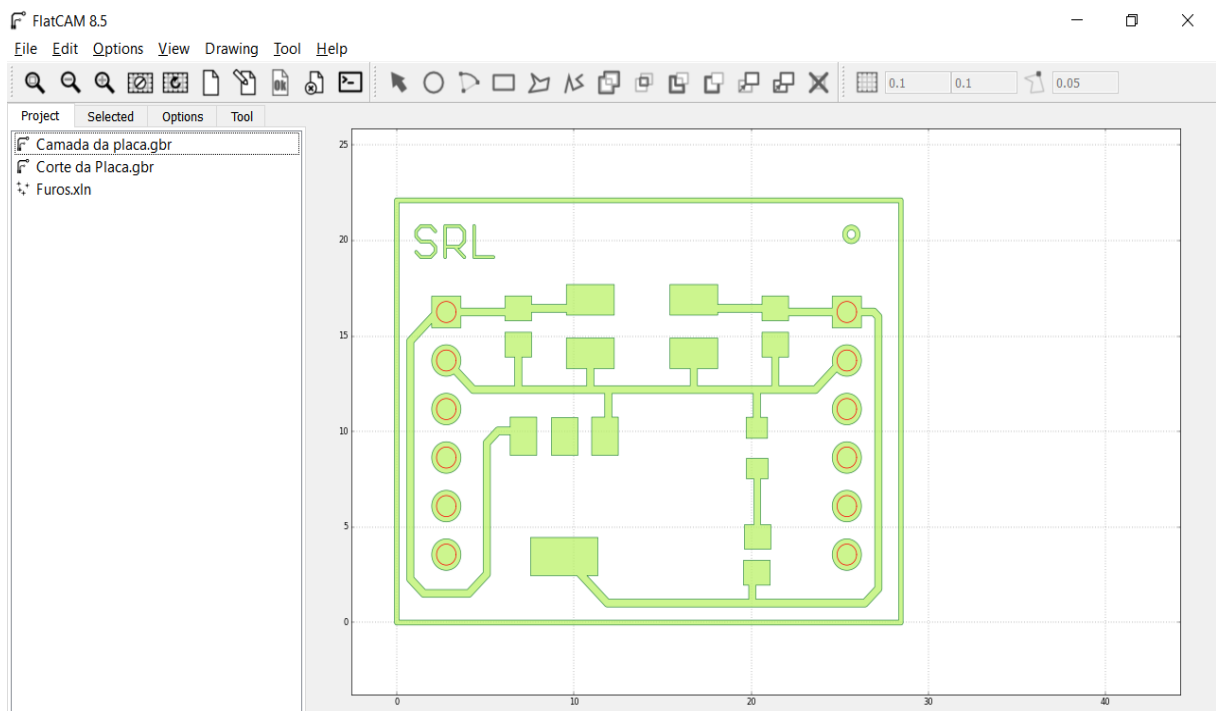 FlatCAM 8.5
File Edit Options View Drawing Tool Help
Ok 0.1 0.1 0.05
Project Selected Options Tool
Camada da placa.gbr
Corte da Placa.gbr
Furos.xln
25
20
15
10
5
0
SRL
0 10 20 30 40